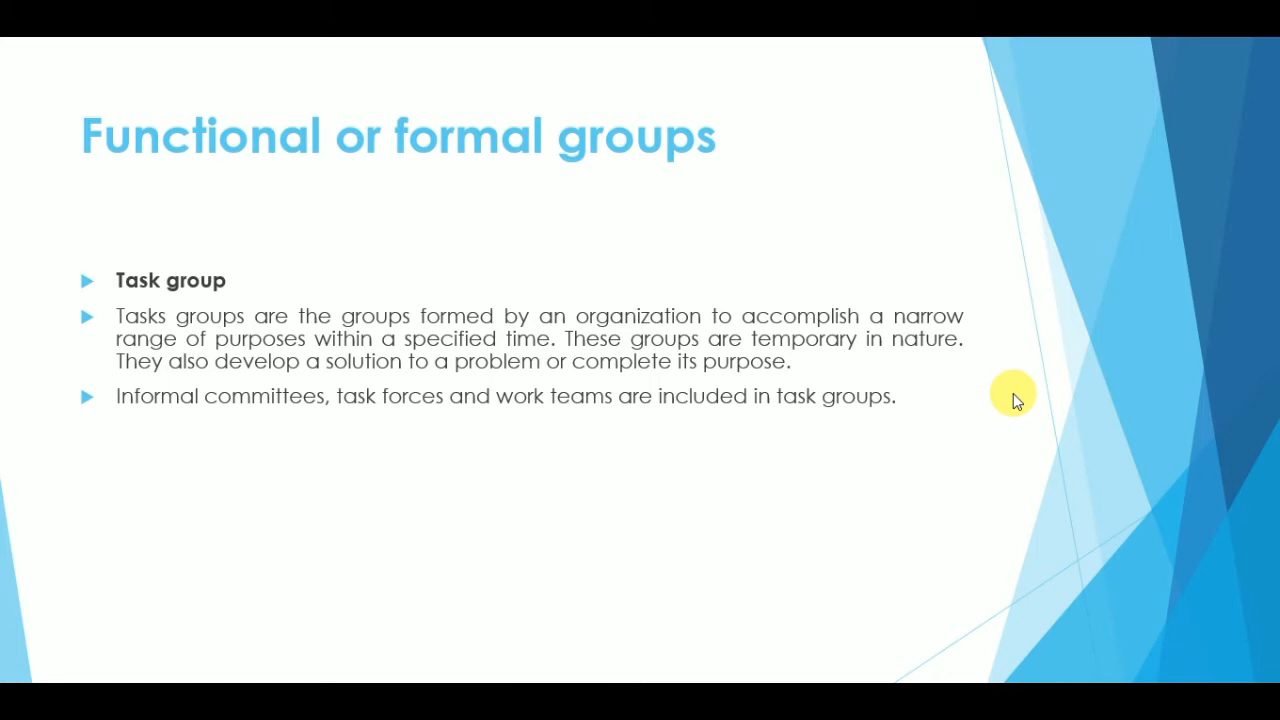 Functional or formal groups
Task group
Tasks groups are the groups formed by an organization to accomplish a narrow
range of purposes within a specified time. These groups are temporary in nature.
They also develop a solution to a problem or complete its purpose.
Informal committees, task forces and work teams are included in task groups.